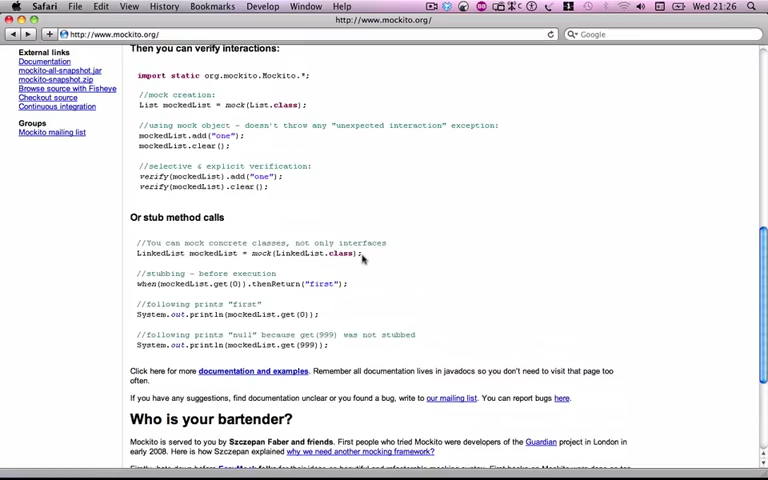 Safari File Edit View History Bookmarks Develop Window Help Wed 21:26
http://www.mockito.org/
http://www.mockito.org/ Google
External links
Documentation
mockito-all-snapshot.jar
mockito-snapshot.zip
Browse source with Fisheye
Checkout source
Continuous integration
Groups
Mockito mailing list
Then you can verify interactions:
import static org.mockito.Mockito.*;
//mock creation:
List mockedList = mock(List.class);
//using mock object - doesn't throw any "unexpected interaction" exception:
mockedList.add("one");
mockedList.clear();
//selective & explicit verification:
verify(mockedList).add("one");
verify(mockedList).clear();
Or stub method calls
//You can mock concrete classes, not only interfaces
LinkedList mockedList = mock(LinkedList.class);
//stubbing - before execution
when(mockedList.get(0)).thenReturn("first");
//following prints "first"
System.out.println(mockedList.get(0));
//following prints "null" because get(999) was not stubbed
System.out.println(mockedList.get(999));
Click here for more documentation and examples. Remember all documentation lives in javadocs so you don't need to visit that page too
often.
If you have any suggestions, find documentation unclear or you found a bug, write to our mailing list. You can report bugs here.
Who is your bartender?
Mockito is served to you by Szczepan Faber and friends. First people who tried Mockito were developers of the Guardian project in London in
early 2008. Here is how Szczepan explained why we need another mocking framework?